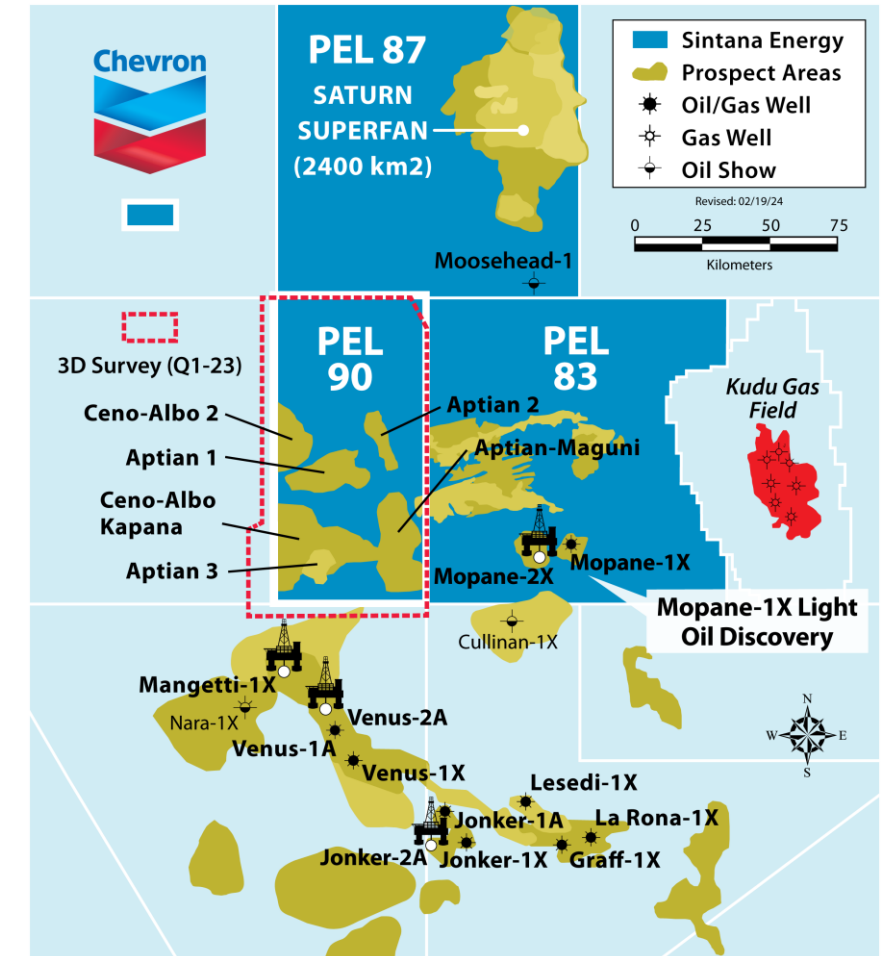 Chevron
PEL 87
SATURN
SUPERFAN
(2400 km2)
Sintana Energy
Prospect Areas
Oil/Gas Well
Gas Well
Oil Show
Revised: 02/19/24
0 25 50 75
Kilometers
Moosehead-1
3D Survey (Q1-23)
PEL
90
PEL
83
Kudu Gas
Field
Ceno-Albo 2
Aptian 2
Aptian 1
Aptian-Maguni
Ceno-Albo
Kapana
Aptian 3
Mopane-2X
Mopane-1X
Mopane-1X Light
Oil Discovery
Cullinan-1X
Mangetti-1X
Nara-1X
Venus-2A
Venus-1A
Venus-1X
N
W
E
S
Lesedi-1X
Jonker-1A
La Rona-1X
Jonker-2A
Jonker-1X
Graff-1X